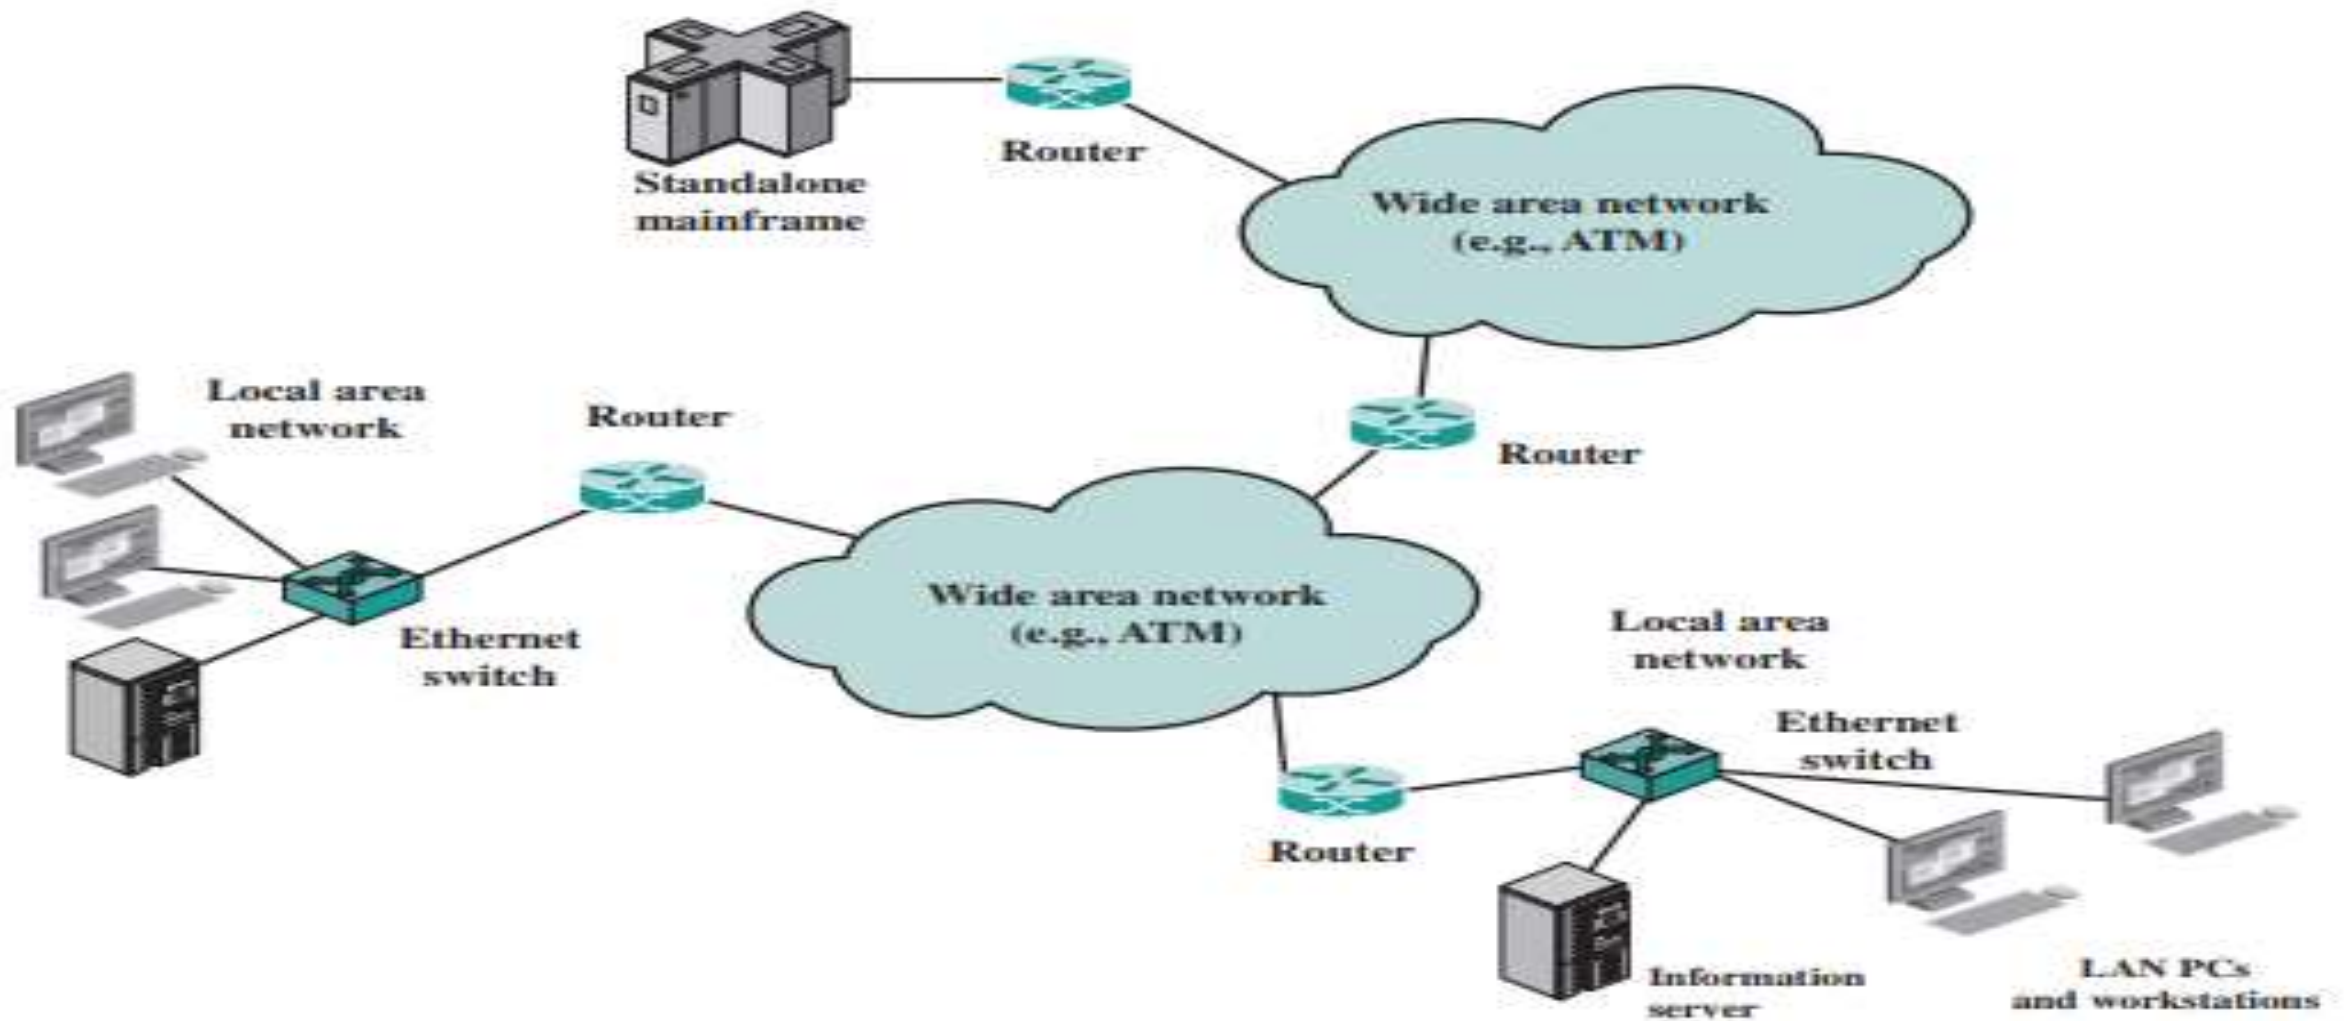 Router
Standalone
mainframe
Wide area network
(e.g., ATM)
Local area
network
Router
Router
Ethernet
switch
Wide area network
(e.g., ATM)
Local area
network
Ethernet
switch
Router
Information
server
LAN PCs
and workstations